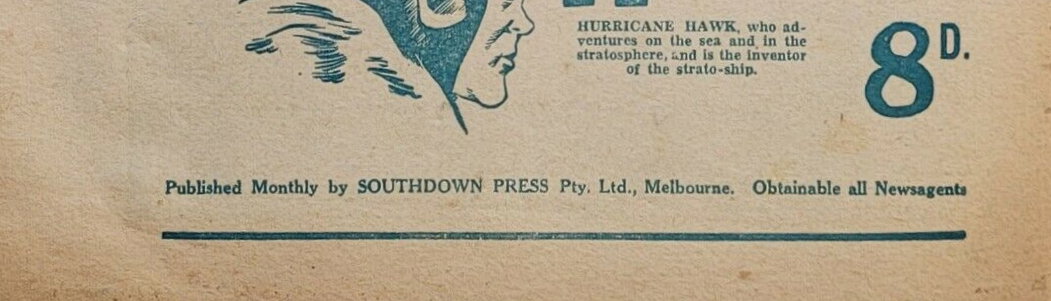 HURRICANE HAWK, who ad-
ventures on the sea and in the
stratosphere, and is the inventor
of the strato-ship.
8D.
Published Monthly by SOUTHDOWN PRESS Pty. Ltd., Melbourne. Obtainable all Newsagents